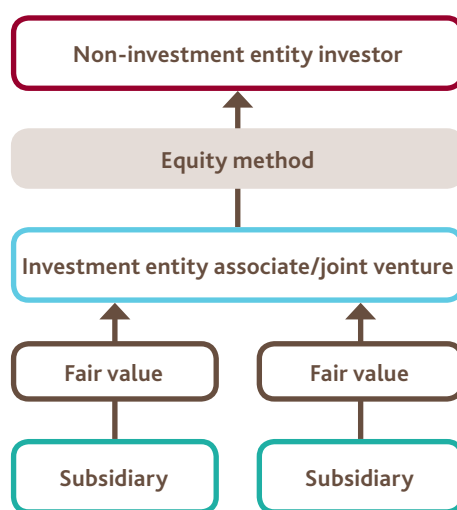 Non-investment entity investor
Equity method
Investment entity associate/joint venture
Fair value
Fair value
Subsidiary
Subsidiary